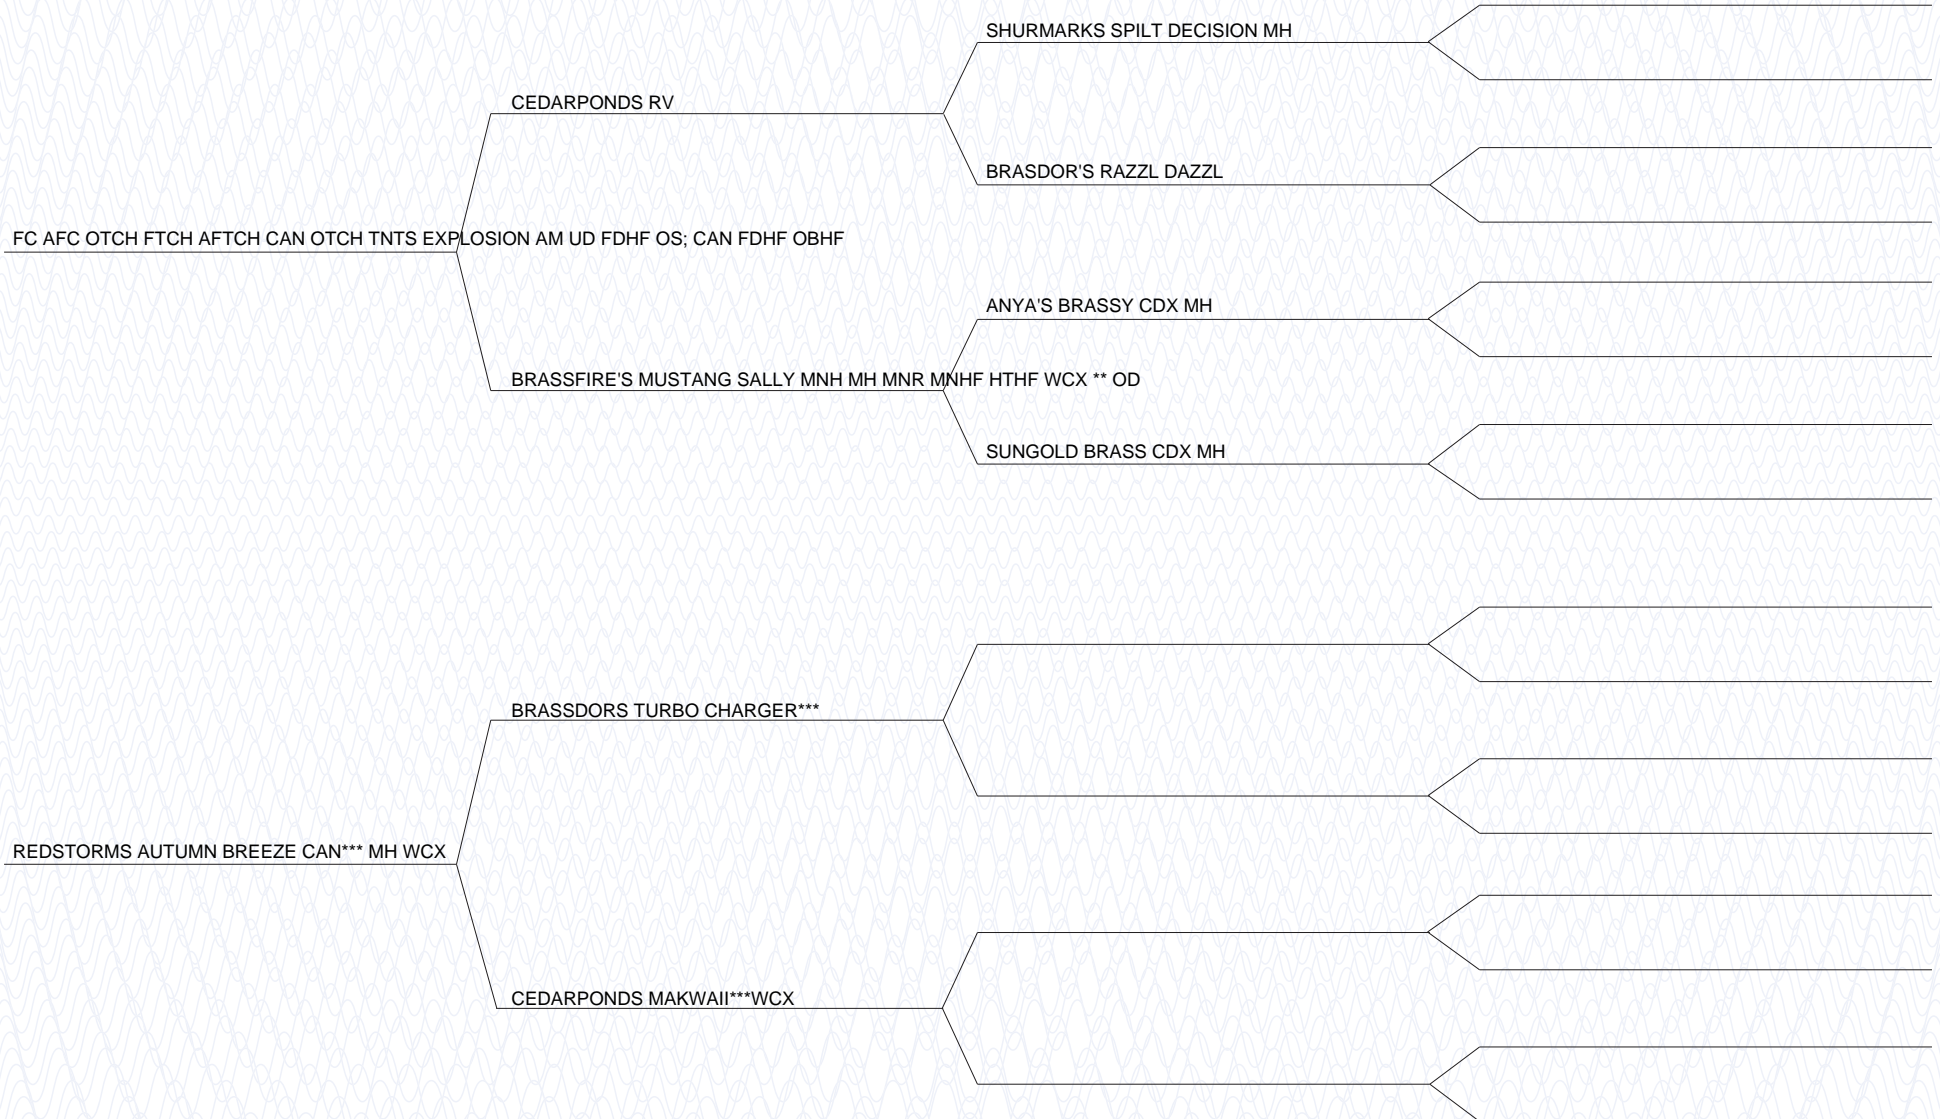 SHURMARKS SPILT DECISION MH
CEDARPONDS RV
BRASDOR'S RAZZL DAZZL
FC AFC OTCH FTCH AFTCH CAN OTCH TNTS EXPLOSION AM UD FDHF OS; CAN FDHF OBHF
ANYA'S BRASSY CDX MH
BRASSFIRE'S MUSTANG SALLY MNH MH MNR MNHF HTHF WCX ** OD
SUNGOLD BRASS CDX MH
BRASSDORS TURBO CHARGER***
REDSTORMS AUTUMN BREEZE CAN*** MH WCX
CEDARPONDS MAKWAII***WCX